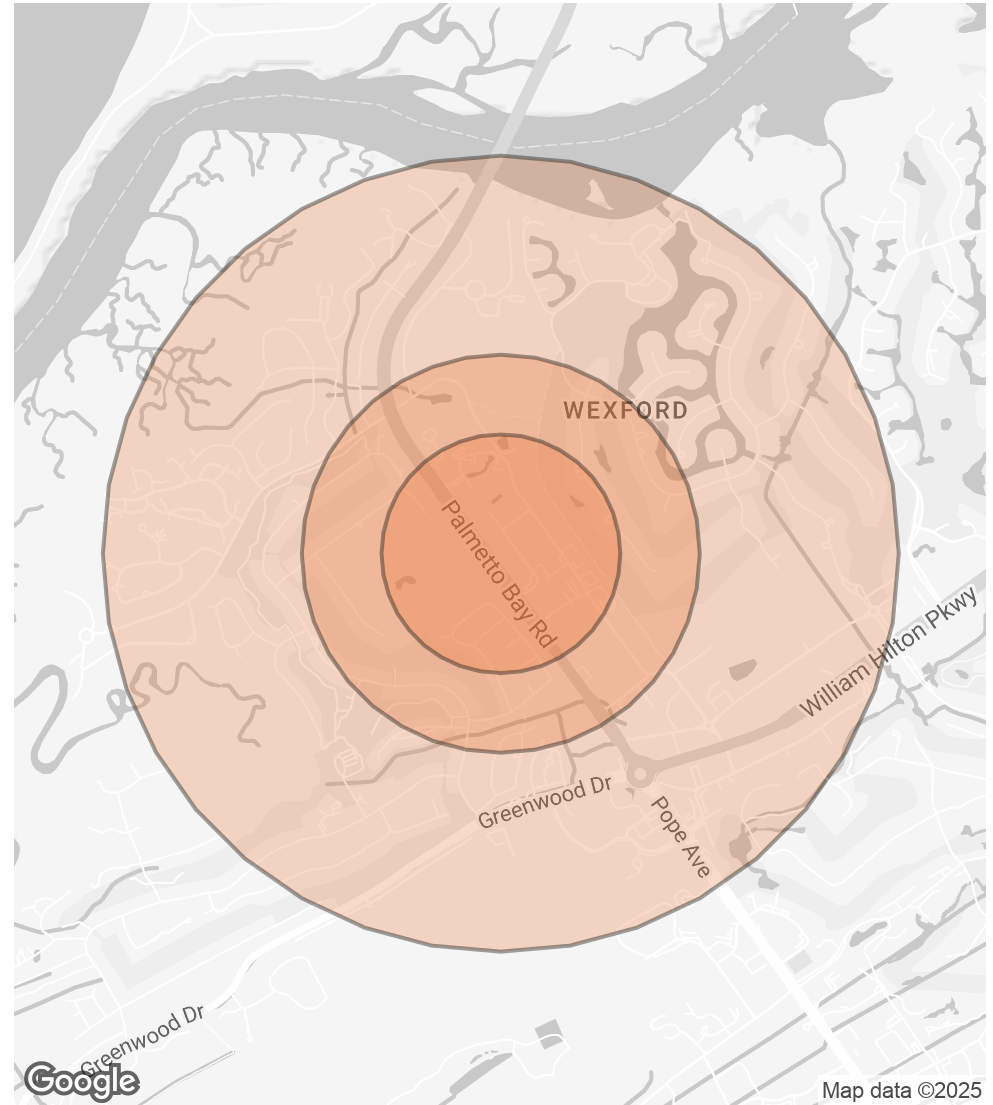 WEXFORD
Palmetto Bay Rd
William Hilton Pkwy
Greenwood Dr
Pope Ave
Greenwood Dr
Google
Map data ©2025